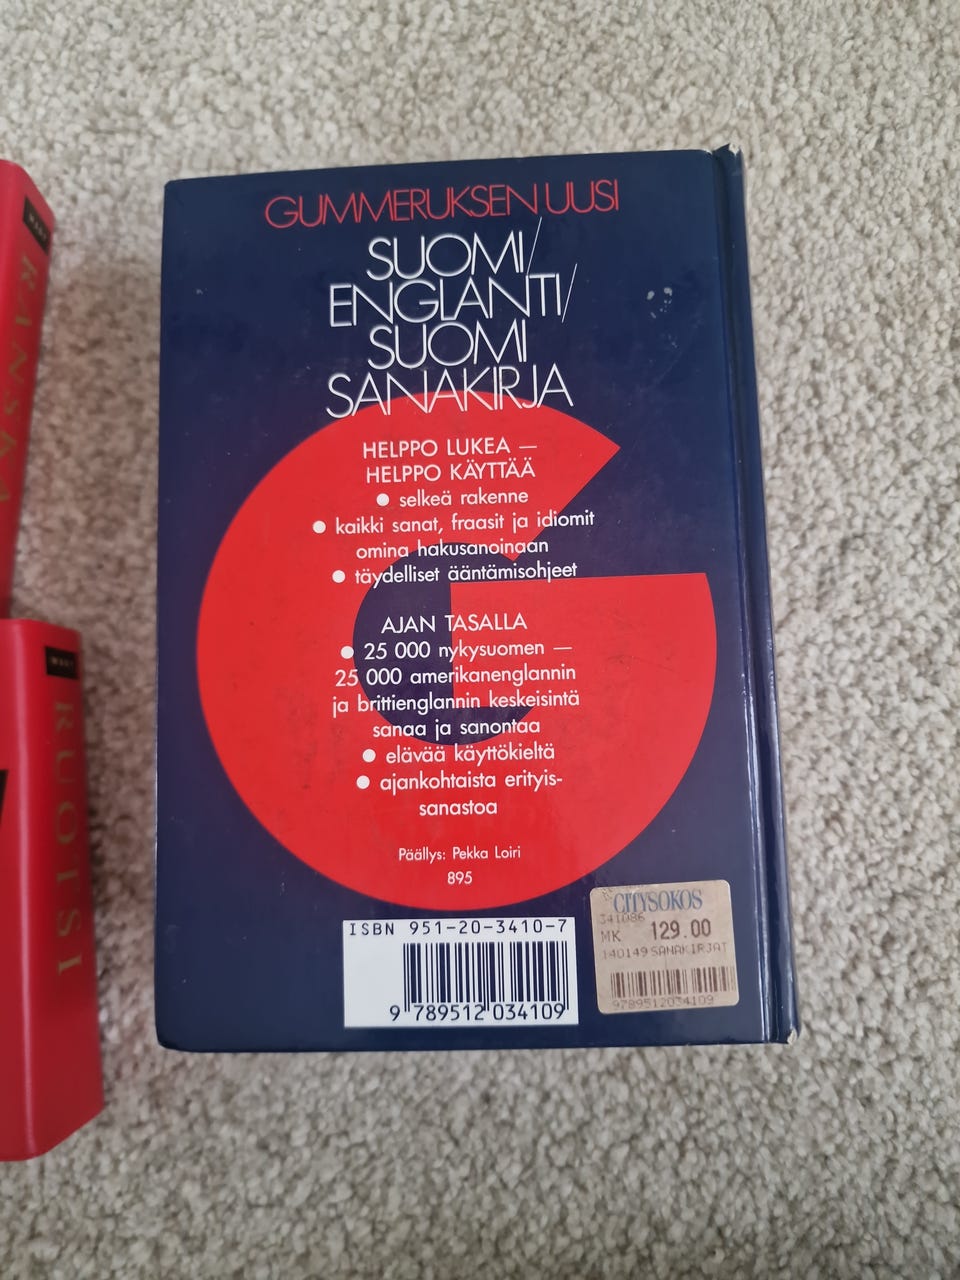 GUMMERUKSEN UUSI
SUOMI/
ENGLANTI/
SUOMI
SANAKIRJA
HELPPO LUKEA —
HELPPO KÄYTTÄÄ
● selkeä rakenne
● kaikki sanat, fraasit ja idiomit
omina hakusanoinaan
● täydelliset ääntämisohjeet
AJAN TASALLA
● 25 000 nykysuomen —
25 000 amerikanenglannin
ja brittienglannin keskeisintä
sanaa ja sanontaa
● elävää käyttökieltä
● ajankohtaista erityis-
sanastoa
Päällys: Pekka Loiri
895
ISBN 951-20-3410-7
9 789512 034109
CITYSOKOS
341086
MK 129.00
140149 SANAKIRJAT
9789512034109
RANSKA
WSOY
RUOTSI